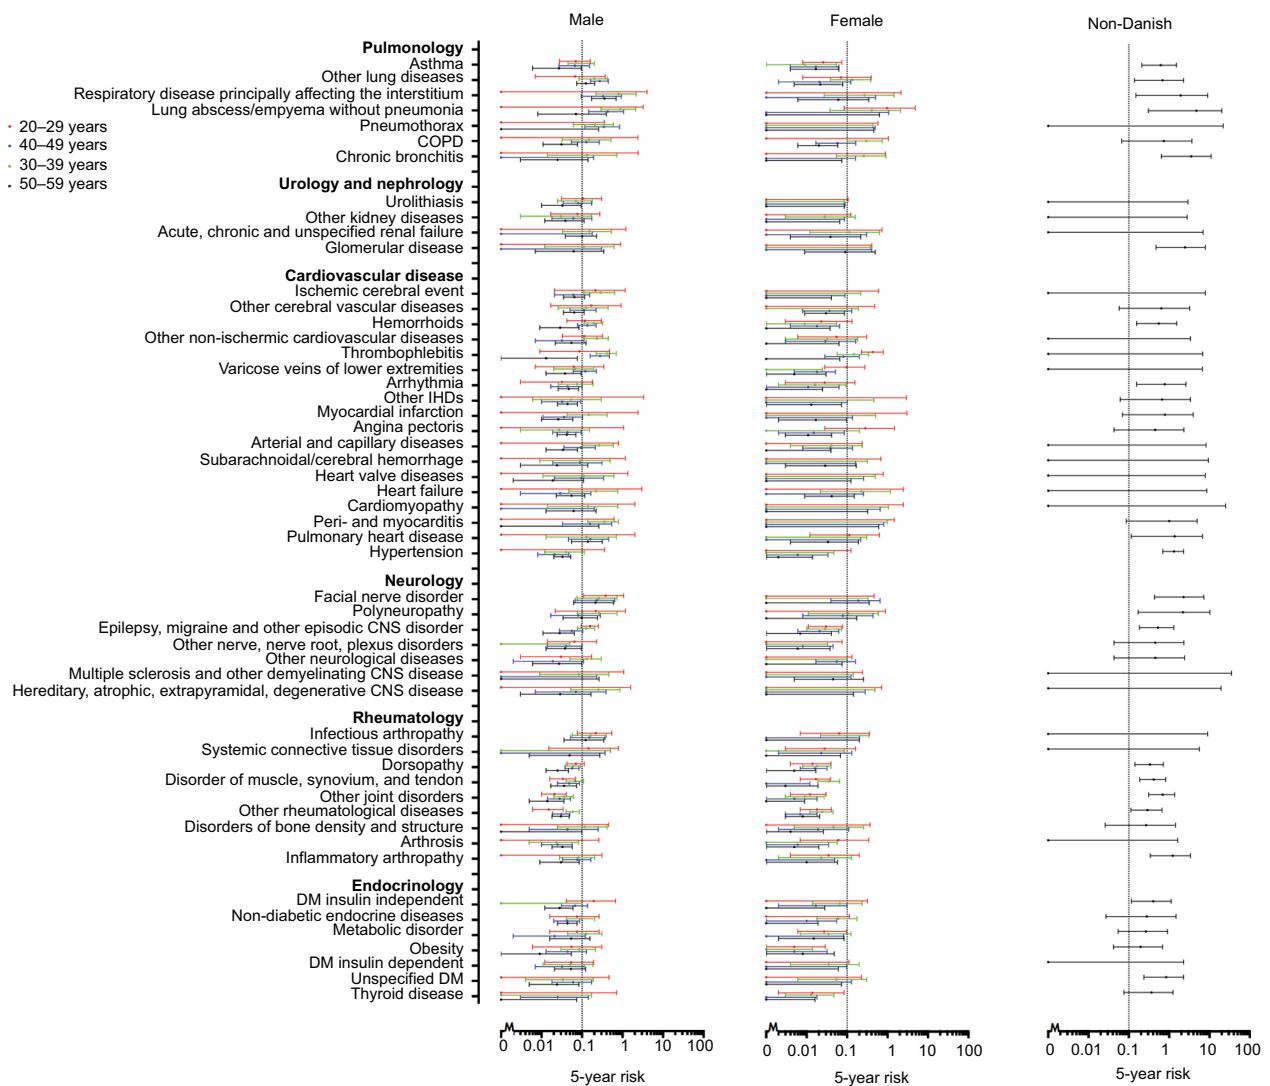 Male
Female
Non-Danish
20–29 years
40–49 years
30–39 years
50–59 years
Pulmonology
Asthma
Other lung diseases
Respiratory disease principally affecting the interstitium
Lung abscess/empyema without pneumonia
Pneumothorax
COPD
Chronic bronchitis
Urology and nephrology
Urolithiasis
Other kidney diseases
Acute, chronic and unspecified renal failure
Glomerular disease
Cardiovascular disease
Ischemic cerebral event
Other cerebral vascular diseases
Hemorrhoids
Other non-ischermic cardiovascular diseases
Thrombophlebitis
Varicose veins of lower extremities
Arrhythmia
Other IHDs
Myocardial infarction
Angina pectoris
Arterial and capillary diseases
Subarachnoidal/cerebral hemorrhage
Heart valve diseases
Heart failure
Cardiomyopathy
Peri- and myocarditis
Pulmonary heart disease
Hypertension
Neurology
Facial nerve disorder
Polyneuropathy
Epilepsy, migraine and other episodic CNS disorder
Other nerve, nerve root, plexus disorders
Other neurological diseases
Multiple sclerosis and other demyelinating CNS disease
Hereditary, atrophic, extrapyramidal, degenerative CNS disease
Rheumatology
Infectious arthropathy
Systemic connective tissue disorders
Dorsopathy
Disorder of muscle, synovium, and tendon
Other joint disorders
Other rheumatological diseases
Disorders of bone density and structure
Arthrosis
Inflammatory arthropathy
Endocrinology
DM insulin independent
Non-diabetic endocrine diseases
Metabolic disorder
Obesity
DM insulin dependent
Unspecified DM
Thyroid disease
0 0.01 0.1 1 10 100
0 0.01 0.1 1 10 100
0 0.01 0.1 1 10 100
5-year risk
5-year risk
5-year risk